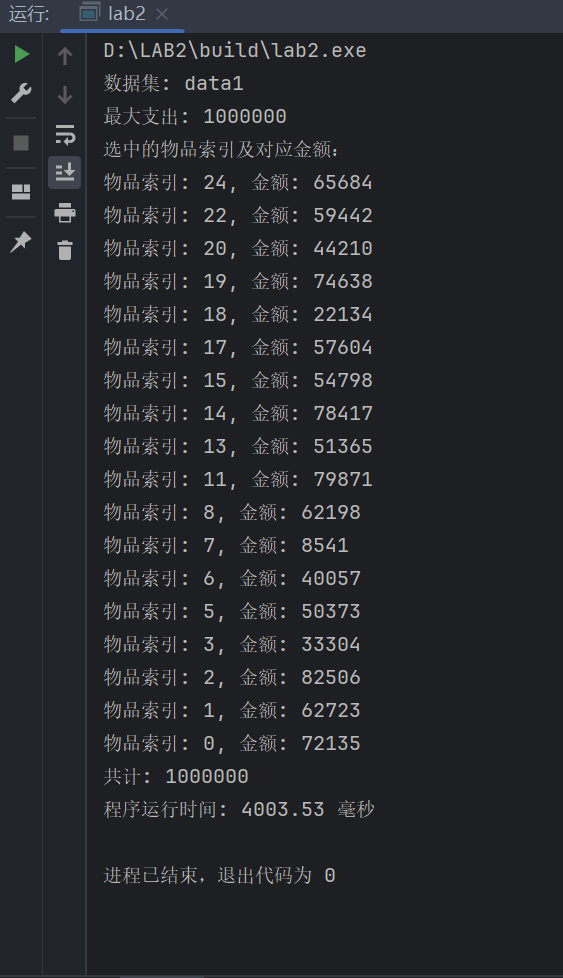 运行: lab2
D:\LAB2\build\lab2.exe
数据集: data1
最大支出: 1000000
选中的物品索引及对应金额:
物品索引: 24, 金额: 65684
物品索引: 22, 金额: 59442
物品索引: 20, 金额: 44210
物品索引: 19, 金额: 74638
物品索引: 18, 金额: 22134
物品索引: 17, 金额: 57604
物品索引: 15, 金额: 54798
物品索引: 14, 金额: 78417
物品索引: 13, 金额: 51365
物品索引: 11, 金额: 79871
物品索引: 8, 金额: 62198
物品索引: 7, 金额: 8541
物品索引: 6, 金额: 40057
物品索引: 5, 金额: 50373
物品索引: 3, 金额: 33304
物品索引: 2, 金额: 82506
物品索引: 1, 金额: 62723
物品索引: 0, 金额: 72135
共计: 1000000
程序运行时间: 4003.53 毫秒
进程已结束，退出代码为 0